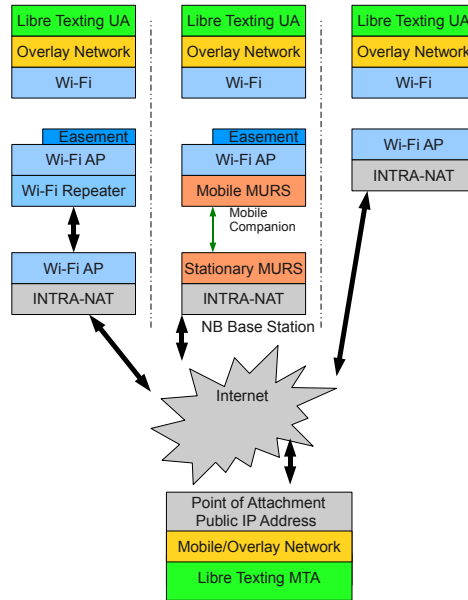 Libre Texting UA
Overlay Network
Wi-Fi
Libre Texting UA
Overlay Network
Wi-Fi
Libre Texting UA
Overlay Network
Wi-Fi
Easement
Wi-Fi AP
Wi-Fi Repeater
Easement
Wi-Fi AP
Mobile MURS
Wi-Fi AP
INTRA-NAT
Mobile
Companion
Wi-Fi AP
INTRA-NAT
Stationary MURS
INTRA-NAT
NB Base Station
Internet
Point of Attachment
Public IP Address
Mobile/Overlay Network
Libre Texting MTA